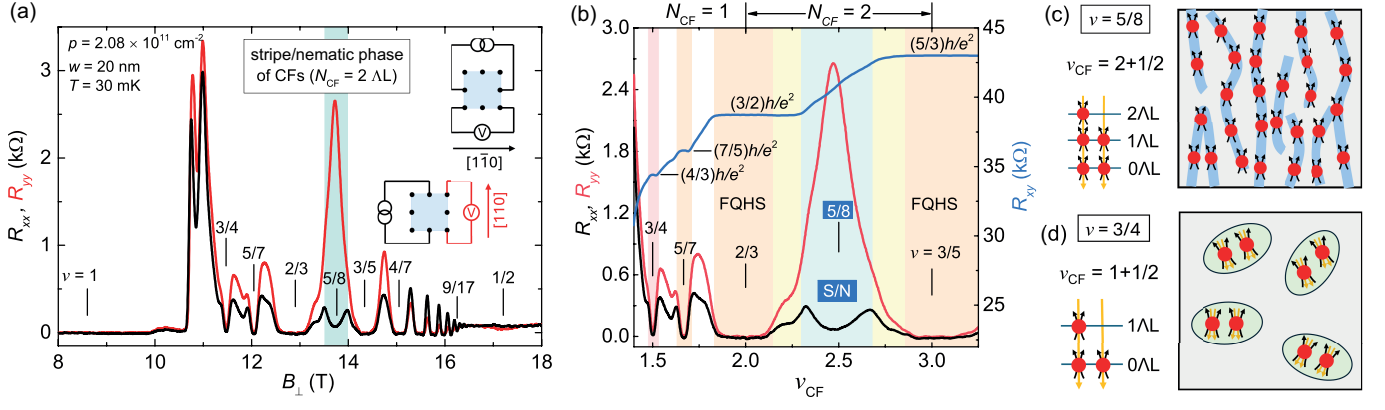 (a)
p = 2.08 × 10¹¹ cm⁻²
w = 20 nm
T = 30 mK
stripe/nematic phase
of CFs (N_CF = 2 ΛL)
V
[11̄0]
V
[110]
3
2
1
0
R_xx, R_yy (kΩ)
ν = 1
3/4
5/7
2/3
5/8
3/5
4/7
9/17
1/2
8
10
12
14
16
18
B_⊥ (T)
(b)
N_CF = 1
N_CF = 2
3.0
2.4
1.8
1.2
0.6
0.0
R_xx, R_yy (kΩ)
45
40
35
30
25
R_xy (kΩ)
(5/3)h/e²
(3/2)h/e²
(7/5)h/e²
(4/3)h/e²
FQHS
FQHS
3/4
5/7
2/3
5/8
S/N
ν = 3/5
1.5
2.0
2.5
3.0
ν_CF
(c)
ν = 5/8
ν_CF = 2+1/2
2ΛL
1ΛL
0ΛL
(d)
ν = 3/4
ν_CF = 1+1/2
1ΛL
0ΛL